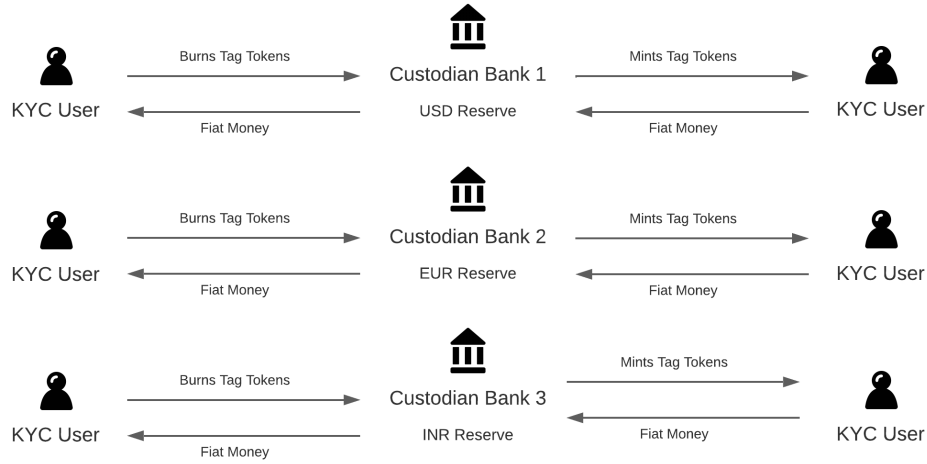 Burns Tag Tokens
Mints Tag Tokens
KYC User
Custodian Bank 1
KYC User
USD Reserve
Fiat Money
Fiat Money
Burns Tag Tokens
Mints Tag Tokens
KYC User
Custodian Bank 2
KYC User
EUR Reserve
Fiat Money
Fiat Money
Burns Tag Tokens
Mints Tag Tokens
KYC User
Custodian Bank 3
KYC User
INR Reserve
Fiat Money
Fiat Money